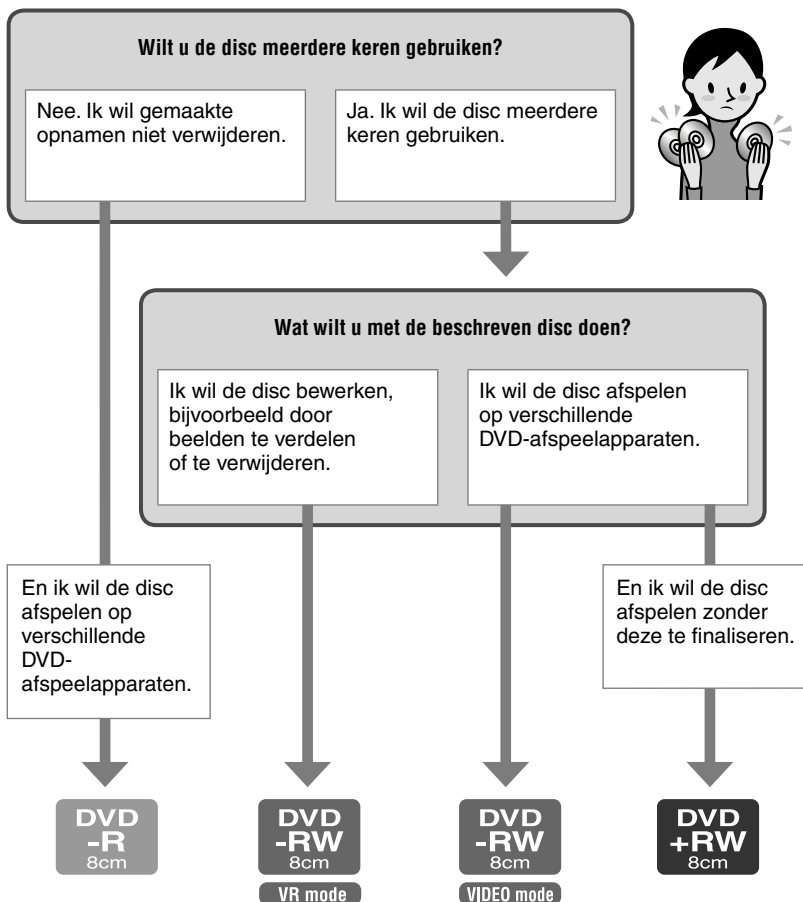 Wilt u de disc meerdere keren gebruiken?
Nee. Ik wil gemaakte
opnamen niet verwijderen.
Ja. Ik wil de disc meerdere
keren gebruiken.
Wat wilt u met de beschreven disc doen?
Ik wil de disc bewerken,
bijvoorbeeld door
beelden te verdelen
of te verwijderen.
Ik wil de disc afspelen
op verschillende
DVD-afspeelapparaten.
En ik wil de disc
afspelen op
verschillende
DVD-
afspeelapparaten.
En ik wil de disc
afspelen zonder
deze te finaliseren.
DVD
-R
8cm
DVD
-RW
8cm
VR mode
DVD
-RW
8cm
VIDEO mode
DVD
+RW
8cm